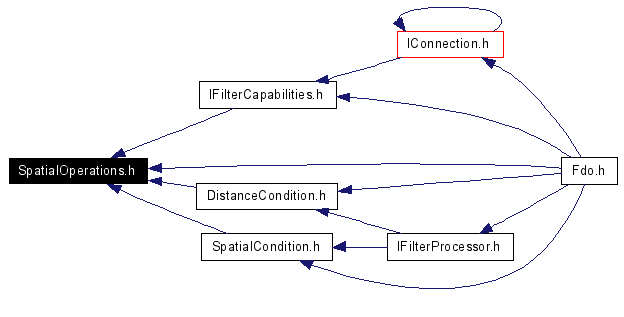 IConnection.h
IFilterCapabilities.h
SpatialOperations.h
Fdo.h
DistanceCondition.h
SpatialCondition.h
IFilterProcessor.h